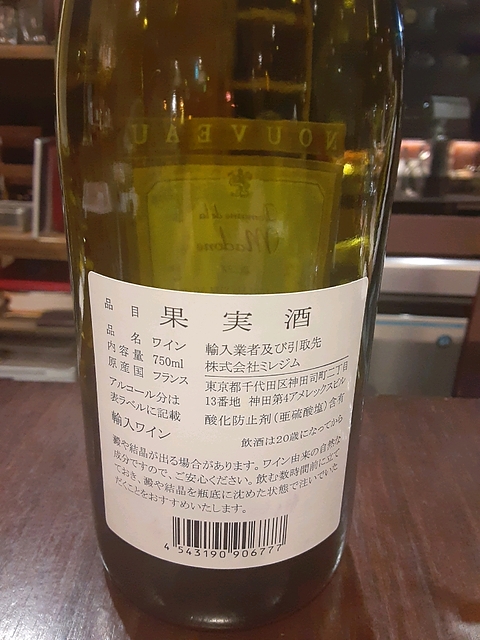 NOUVEAU
Domaine de la
Madone
品目 果実酒
品名 ワイン
内容量 750ml
原産国 フランス
アルコール分は
表ラベルに記載
輸入ワイン
輸入業者及び引取先
株式会社ミレジム
東京都千代田区神田司町二丁目
13番地 神田第4アメレックスビル
酸化防止剤(亜硫酸塩)含有
飲酒は20歳になってから
澱や結晶が出る場合があります。ワイン由来の自然な
成分ですので、ご安心ください。飲む数時間前に立て
ておき、澱や結晶を瓶底に沈めた状態で注いでいた
だくことをおすすめいたします。
4 543190 906777